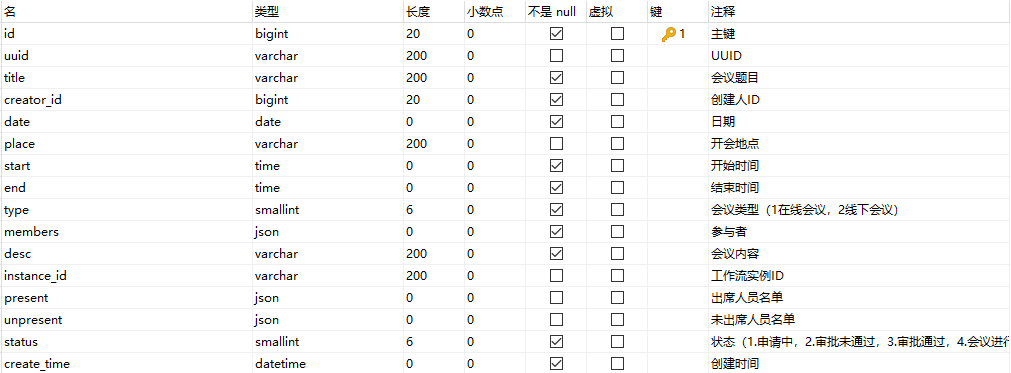 名 类型 长度 小数点 不是 null 虚拟 键 注释
id bigint 20 0 1 主键
uuid varchar 200 0 UUID
title varchar 200 0 会议题目
creator_id bigint 20 0 创建人ID
date date 0 0 日期
place varchar 200 0 开会地点
start time 0 0 开始时间
end time 0 0 结束时间
type smallint 6 0 会议类型（1在线会议，2线下会议）
members json 0 0 参与者
desc varchar 200 0 会议内容
instance_id varchar 200 0 工作流实例ID
present json 0 0 出席人员名单
unpresent json 0 0 未出席人员名单
status smallint 6 0 状态（1.申请中，2.审批未通过，3.审批通过，4.会议进行
create_time datetime 0 0 创建时间